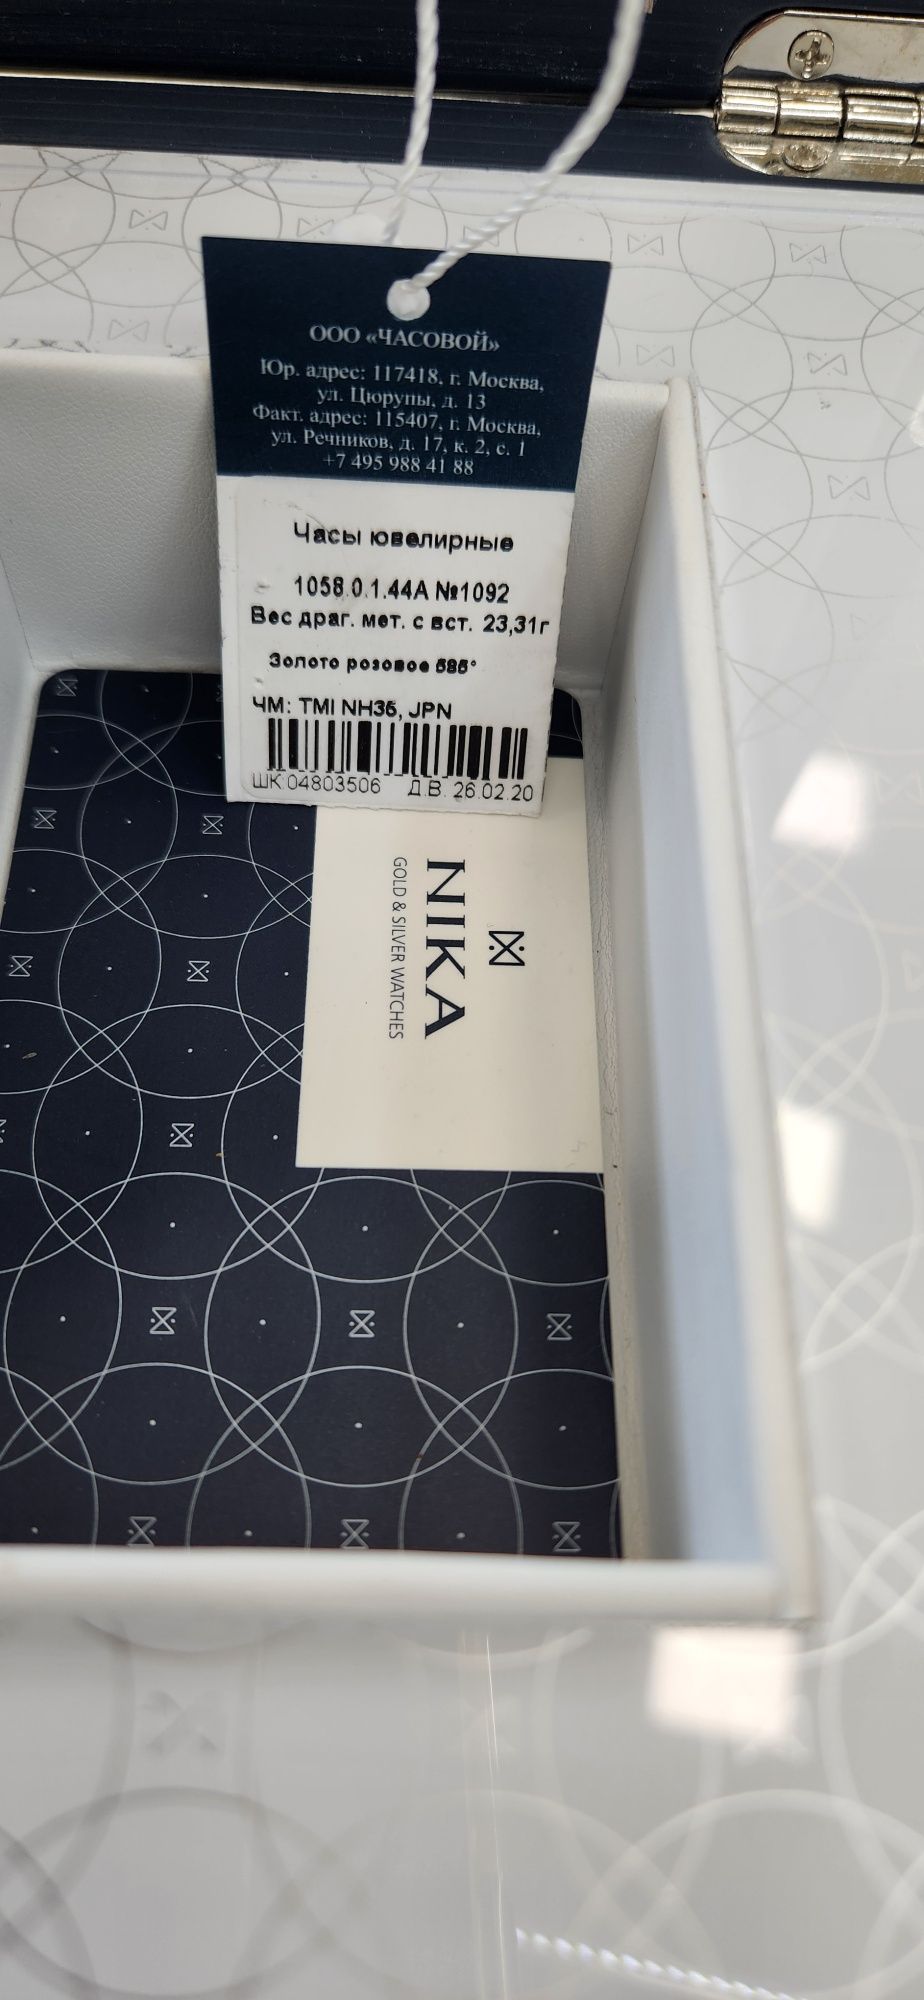 ООО «ЧАСОВОЙ»
Юр. адрес: 117418, г. Москва,
ул. Цюрупы, д. 13
Факт. адрес: 115407, г. Москва,
ул. Речников, д. 17, к. 2, с. 1
+7 495 988 41 88
Часы ювелирные
1058.0.1.44А №1092
Вес драг. мет. с вст. 23,31г
Золото розовое 585°
ЧМ: TMI NH35, JPN
ШК 04803506 Д.В. 26.02.20
NIKA
GOLD & SILVER WATCHES